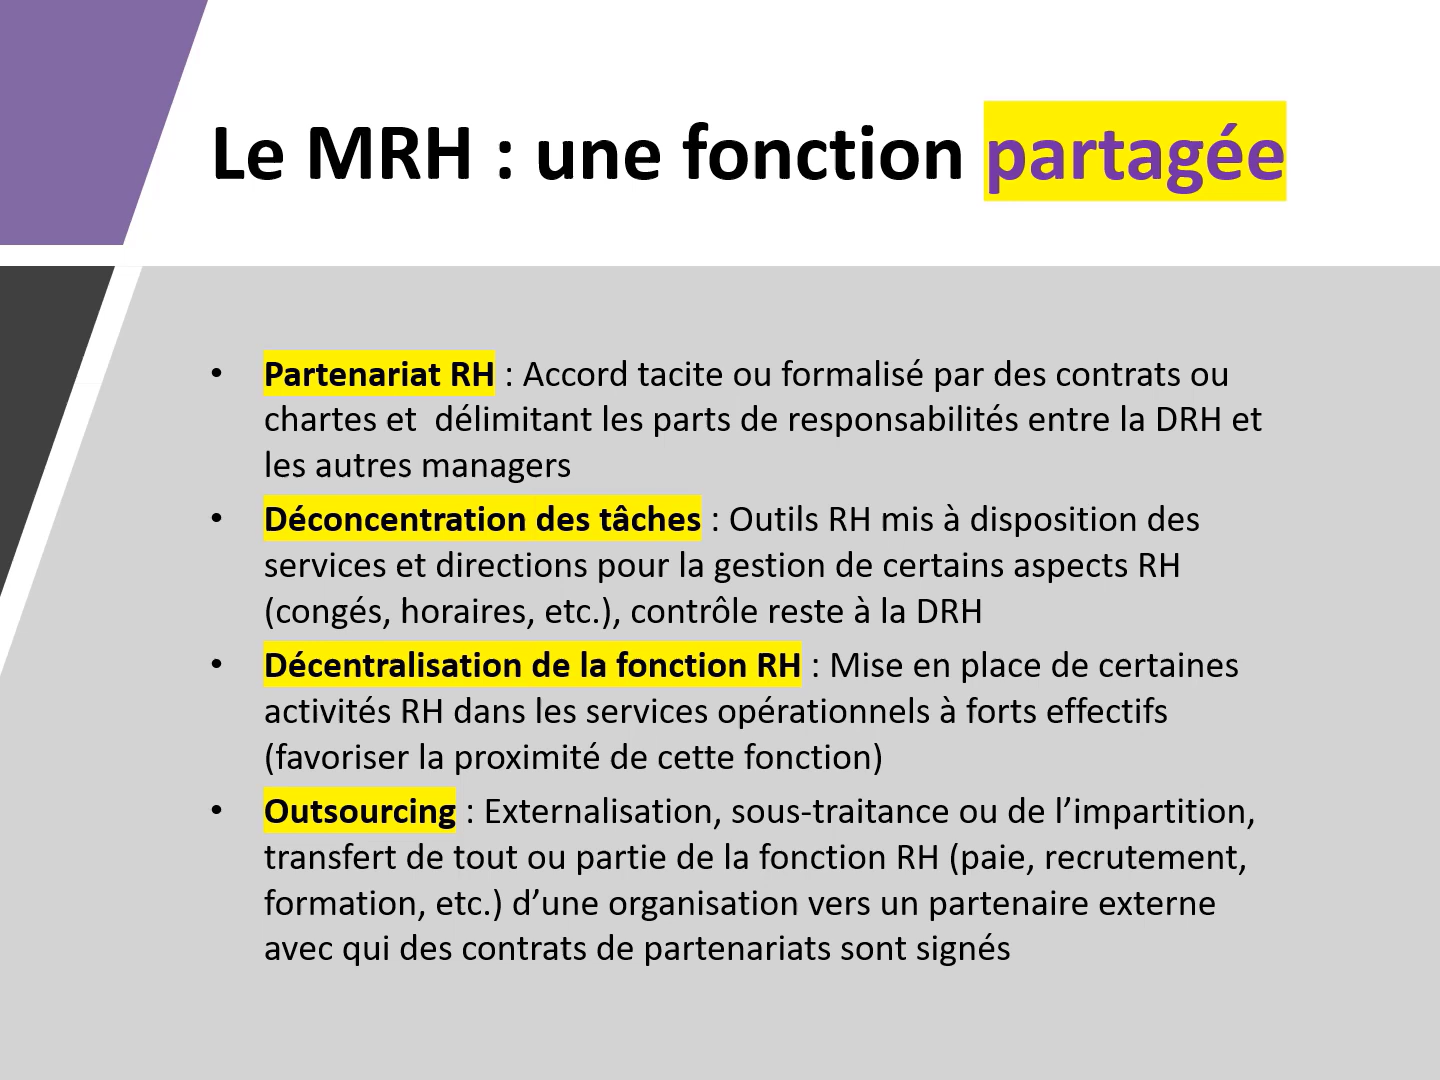 Le MRH : une fonction partagée
• Partenariat RH : Accord tacite ou formalisé par des contrats ou
chartes et  délimitant les parts de responsabilités entre la DRH et
les autres managers
• Déconcentration des tâches : Outils RH mis à disposition des
services et directions pour la gestion de certains aspects RH
(congés, horaires, etc.), contrôle reste à la DRH
• Décentralisation de la fonction RH : Mise en place de certaines
activités RH dans les services opérationnels à forts effectifs
(favoriser la proximité de cette fonction)
• Outsourcing : Externalisation, sous-traitance ou de l’impartition,
transfert de tout ou partie de la fonction RH (paie, recrutement,
formation, etc.) d’une organisation vers un partenaire externe
avec qui des contrats de partenariats sont signés